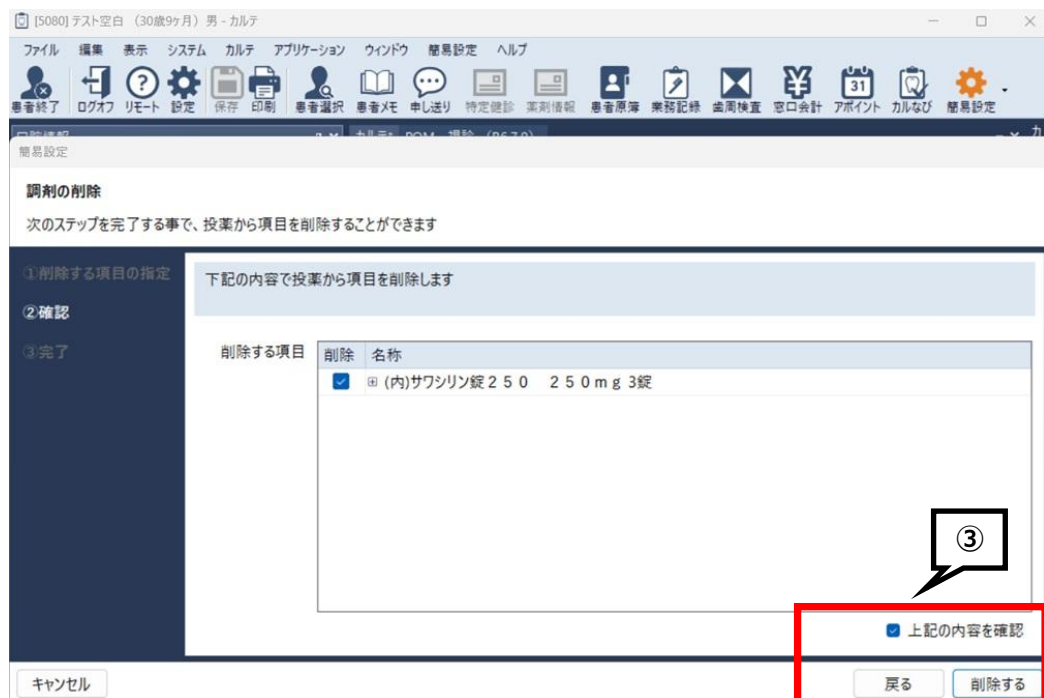 [5080] テスト空白 （30歳9ヶ月）男 - カルテ
ファイル 編集 表示 システム カルテ アプリケーション ウィンドウ 簡易設定 ヘルプ
患者終了 ログオフ リモート 設定 保存 印刷 患者選択 患者メモ 申し送り 特定健診 薬剤情報 患者原簿 業務記録 歯周検査 窓口会計 アポイント カルなび 簡易設定
簡易設定
調剤の削除
次のステップを完了する事で、投薬から項目を削除することができます
①削除する項目の指定
②確認
③完了
下記の内容で投薬から項目を削除します
削除する項目
削除 名称
(内)サワシリン錠２５０　２５０ｍｇ 3錠
③
上記の内容を確認
キャンセル 戻る 削除する